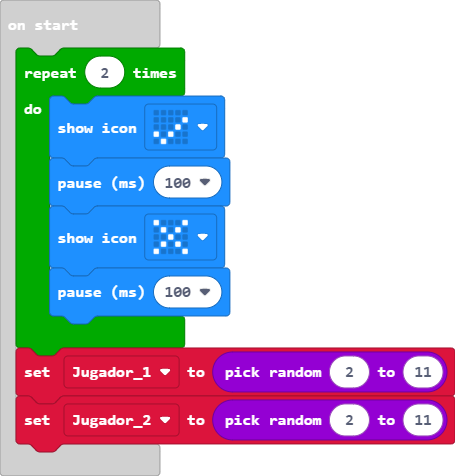 on start
repeat 2 times
do
show icon
pause (ms) 100
show icon
pause (ms) 100
set Jugador_1 to pick random 2 to 11
set Jugador_2 to pick random 2 to 11